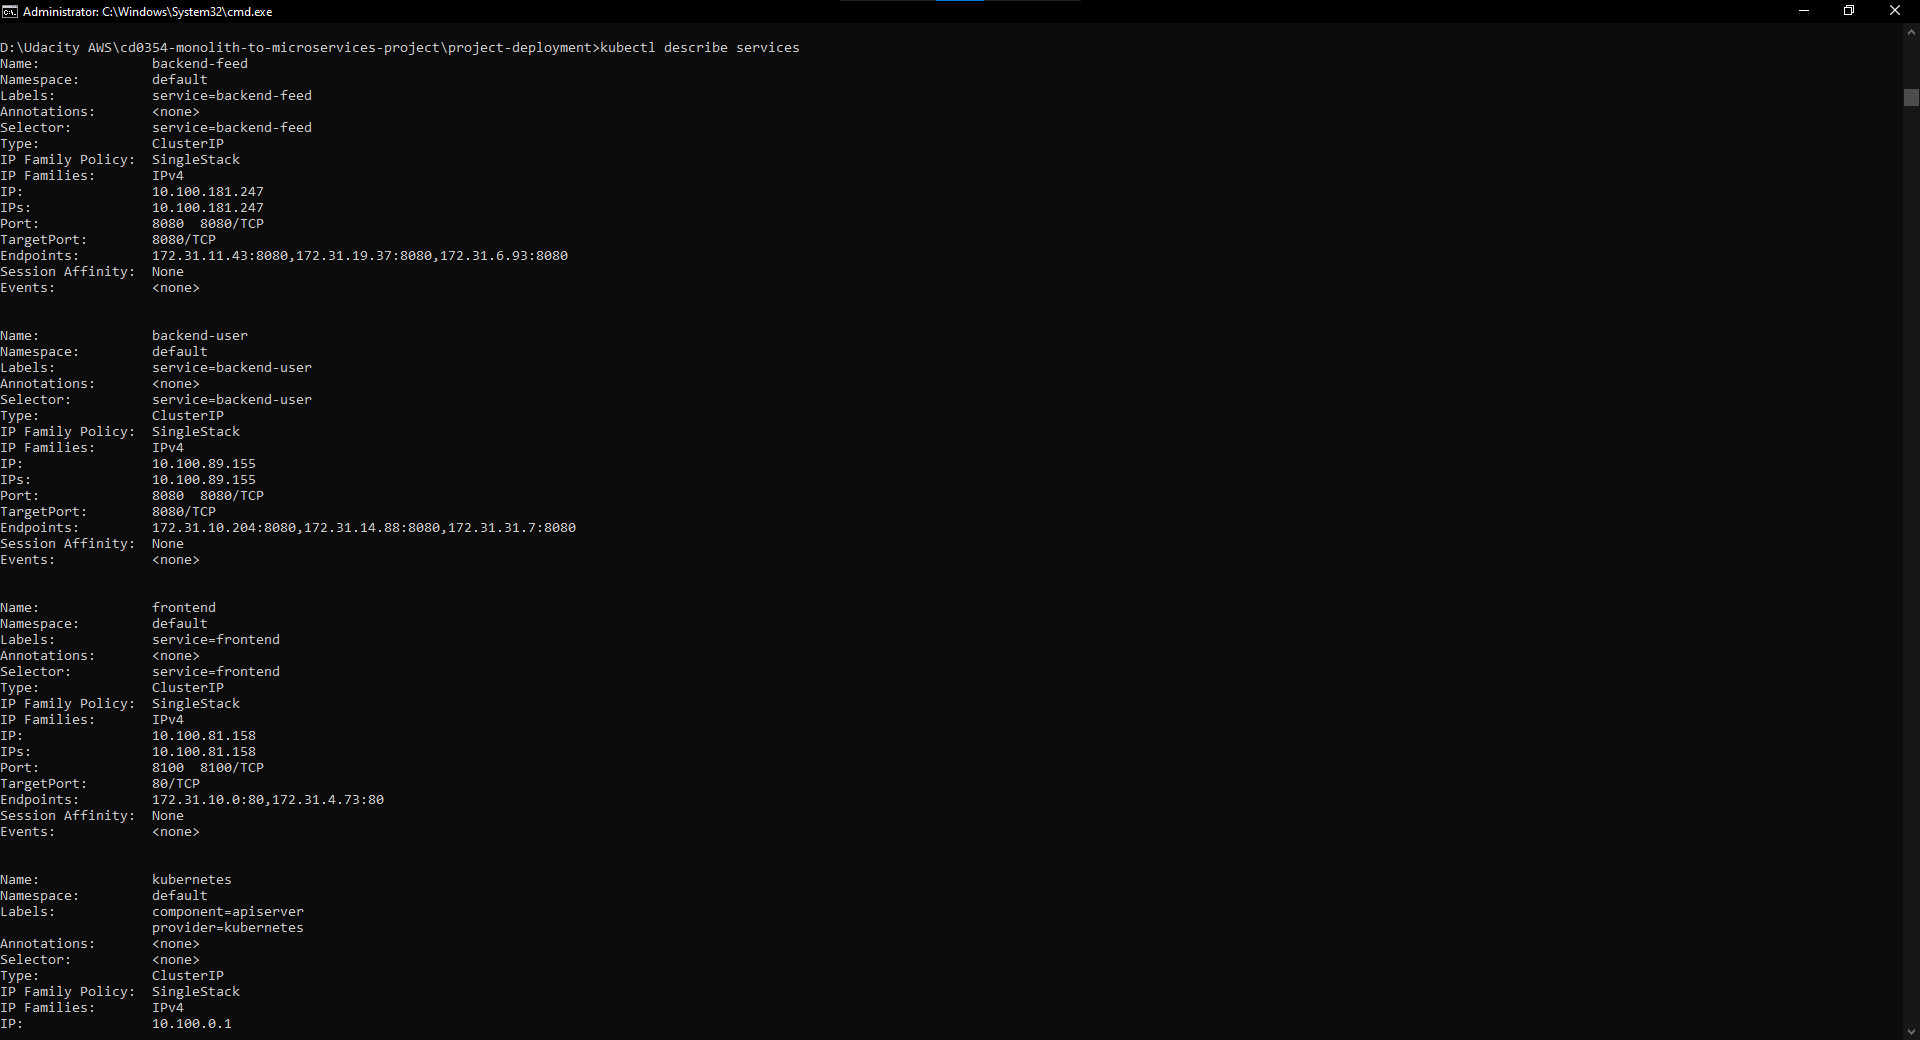 Administrator: C:\Windows\System32\cmd.exe
D:\Udacity AWS\cd0354-monolith-to-microservices-project\project-deployment>kubectl describe services
Name:              backend-feed
Namespace:         default
Labels:            service=backend-feed
Annotations:       <none>
Selector:          service=backend-feed
Type:              ClusterIP
IP Family Policy:  SingleStack
IP Families:       IPv4
IP:                10.100.181.247
IPs:               10.100.181.247
Port:              8080  8080/TCP
TargetPort:        8080/TCP
Endpoints:         172.31.11.43:8080,172.31.19.37:8080,172.31.6.93:8080
Session Affinity:  None
Events:            <none>
Name:              backend-user
Namespace:         default
Labels:            service=backend-user
Annotations:       <none>
Selector:          service=backend-user
Type:              ClusterIP
IP Family Policy:  SingleStack
IP Families:       IPv4
IP:                10.100.89.155
IPs:               10.100.89.155
Port:              8080  8080/TCP
TargetPort:        8080/TCP
Endpoints:         172.31.10.204:8080,172.31.14.88:8080,172.31.31.7:8080
Session Affinity:  None
Events:            <none>
Name:              frontend
Namespace:         default
Labels:            service=frontend
Annotations:       <none>
Selector:          service=frontend
Type:              ClusterIP
IP Family Policy:  SingleStack
IP Families:       IPv4
IP:                10.100.81.158
IPs:               10.100.81.158
Port:              8100  8100/TCP
TargetPort:        80/TCP
Endpoints:         172.31.10.0:80,172.31.4.73:80
Session Affinity:  None
Events:            <none>
Name:              kubernetes
Namespace:         default
Labels:            component=apiserver
                   provider=kubernetes
Annotations:       <none>
Selector:          <none>
Type:              ClusterIP
IP Family Policy:  SingleStack
IP Families:       IPv4
IP:                10.100.0.1